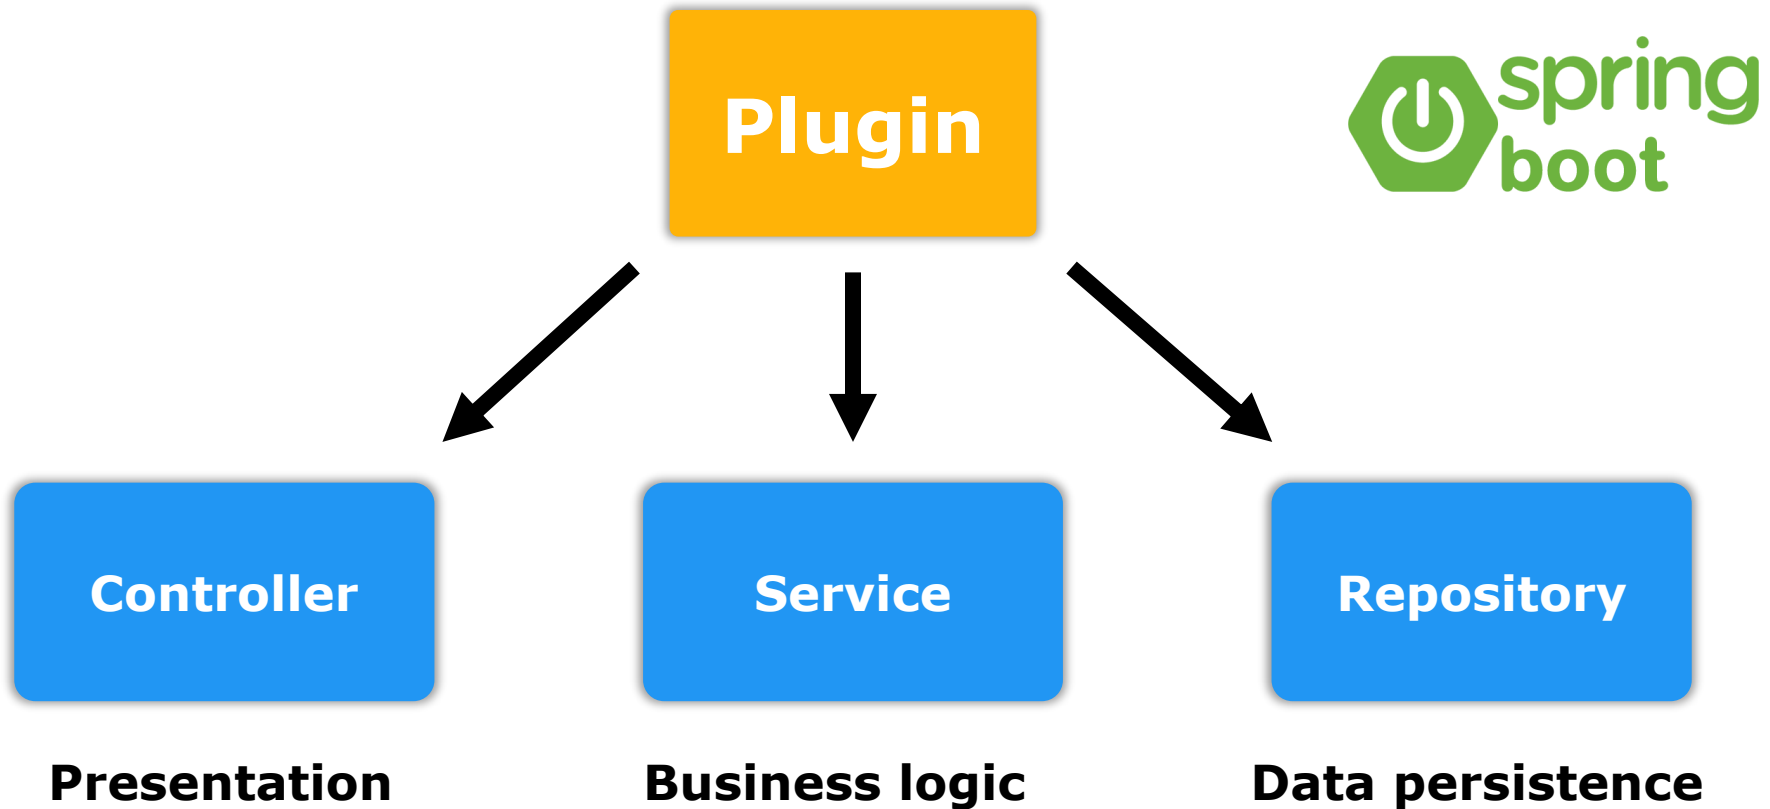 Plugin
spring
boot
Controller
Service
Repository
Presentation
Business logic
Data persistence